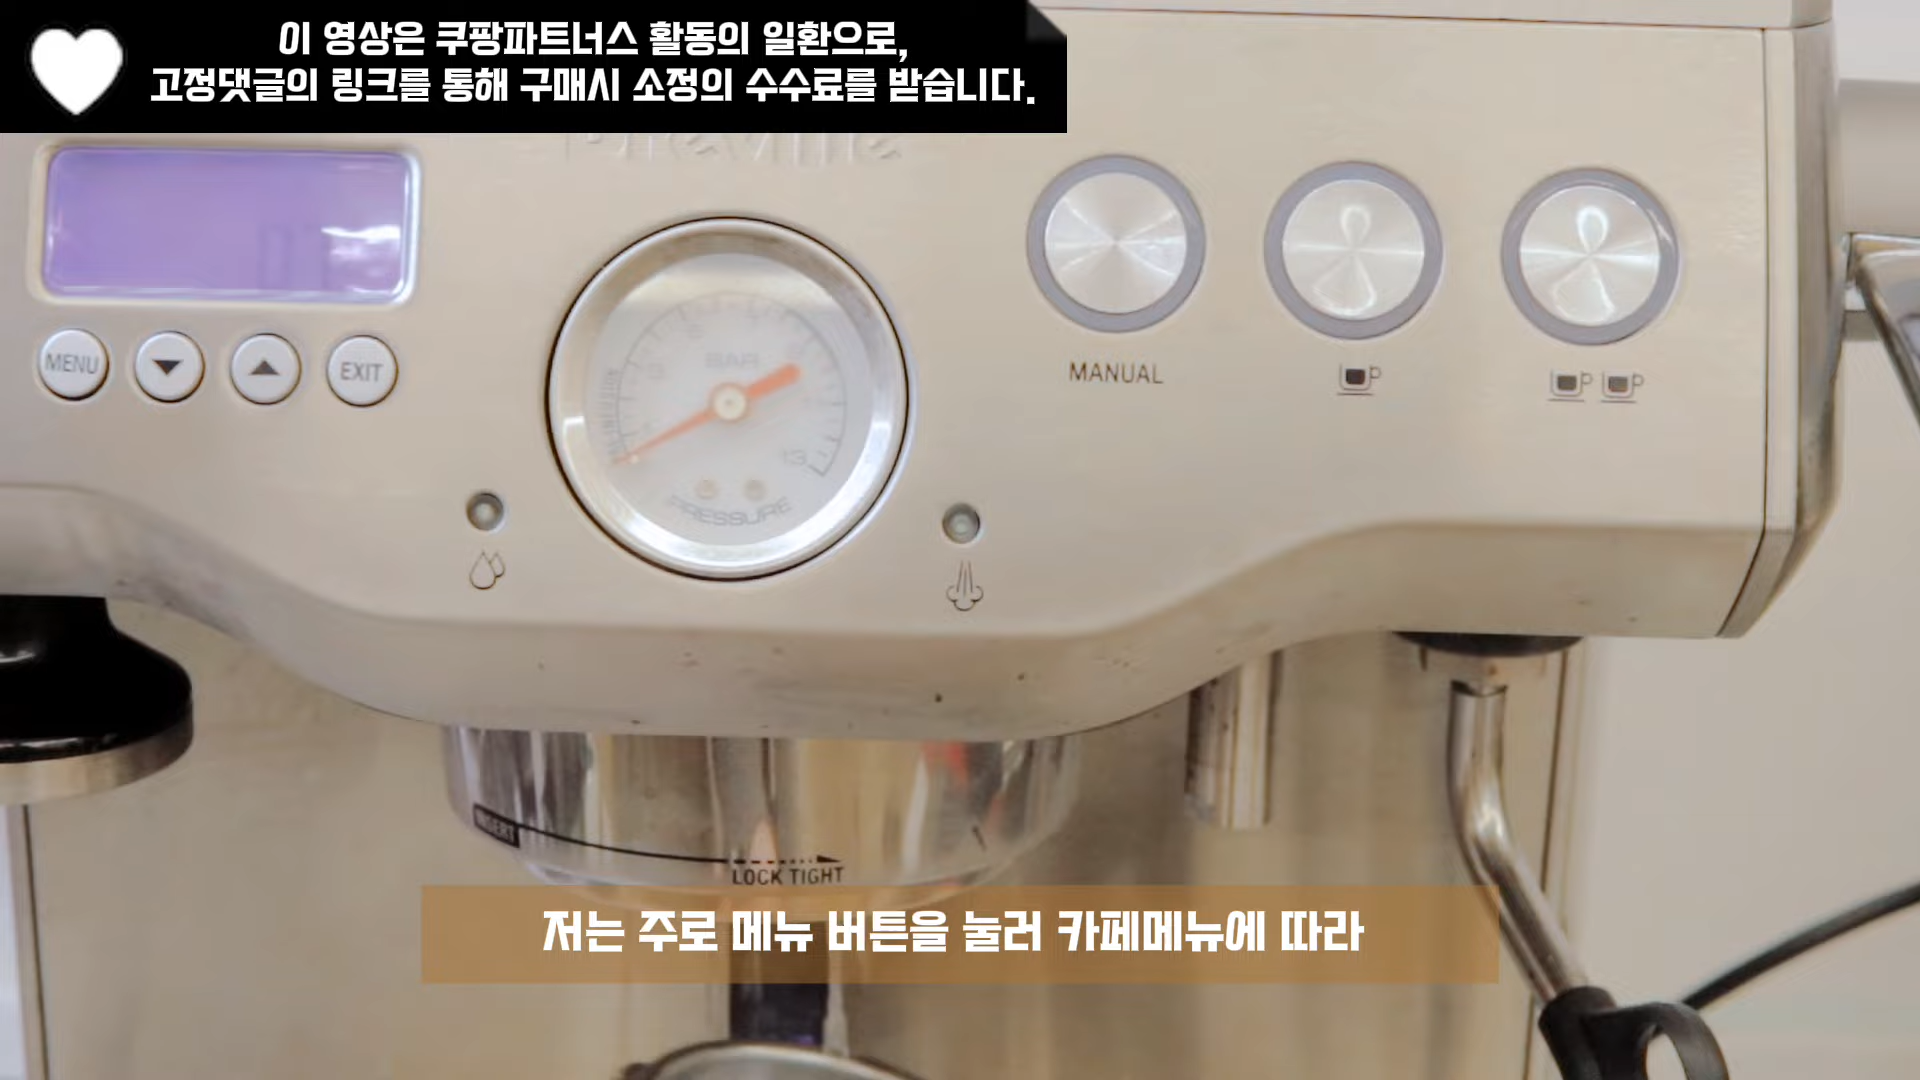 이 영상은 쿠팡파트너스 활동의 일환으로,
고정댓글의 링크를 통해 구매시 소정의 수수료를 받습니다.
MENU
EXIT
BAR
13
PRESSURE
MANUAL
INSERT
LOCK TIGHT
저는 주로 메뉴 버튼을 눌러 카페메뉴에 따라